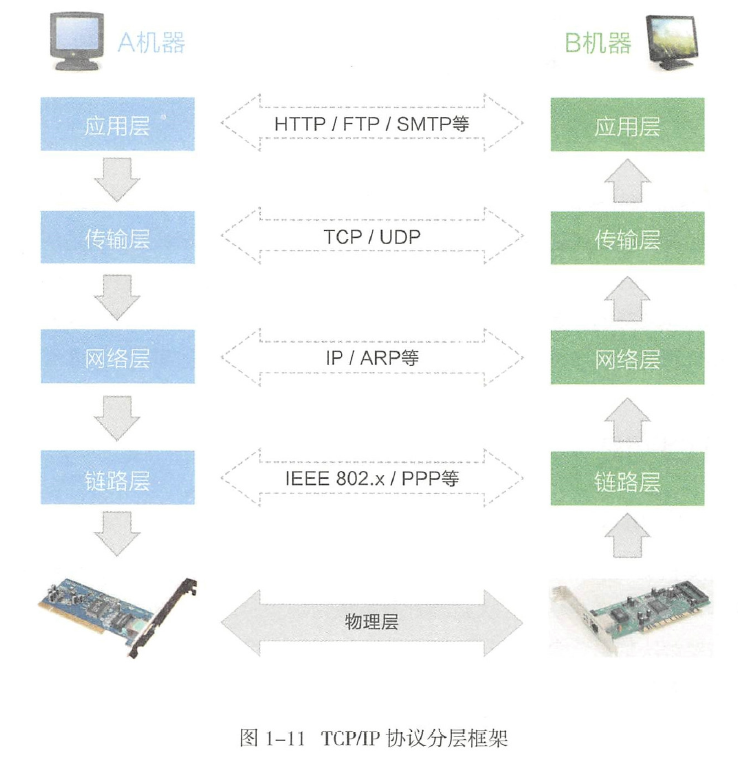 A机器
B机器
应用层
HTTP / FTP / SMTP等
应用层
传输层
TCP / UDP
传输层
网络层
IP / ARP等
网络层
链路层
IEEE 802.x / PPP等
链路层
物理层
图 1-11 TCP/IP 协议分层框架